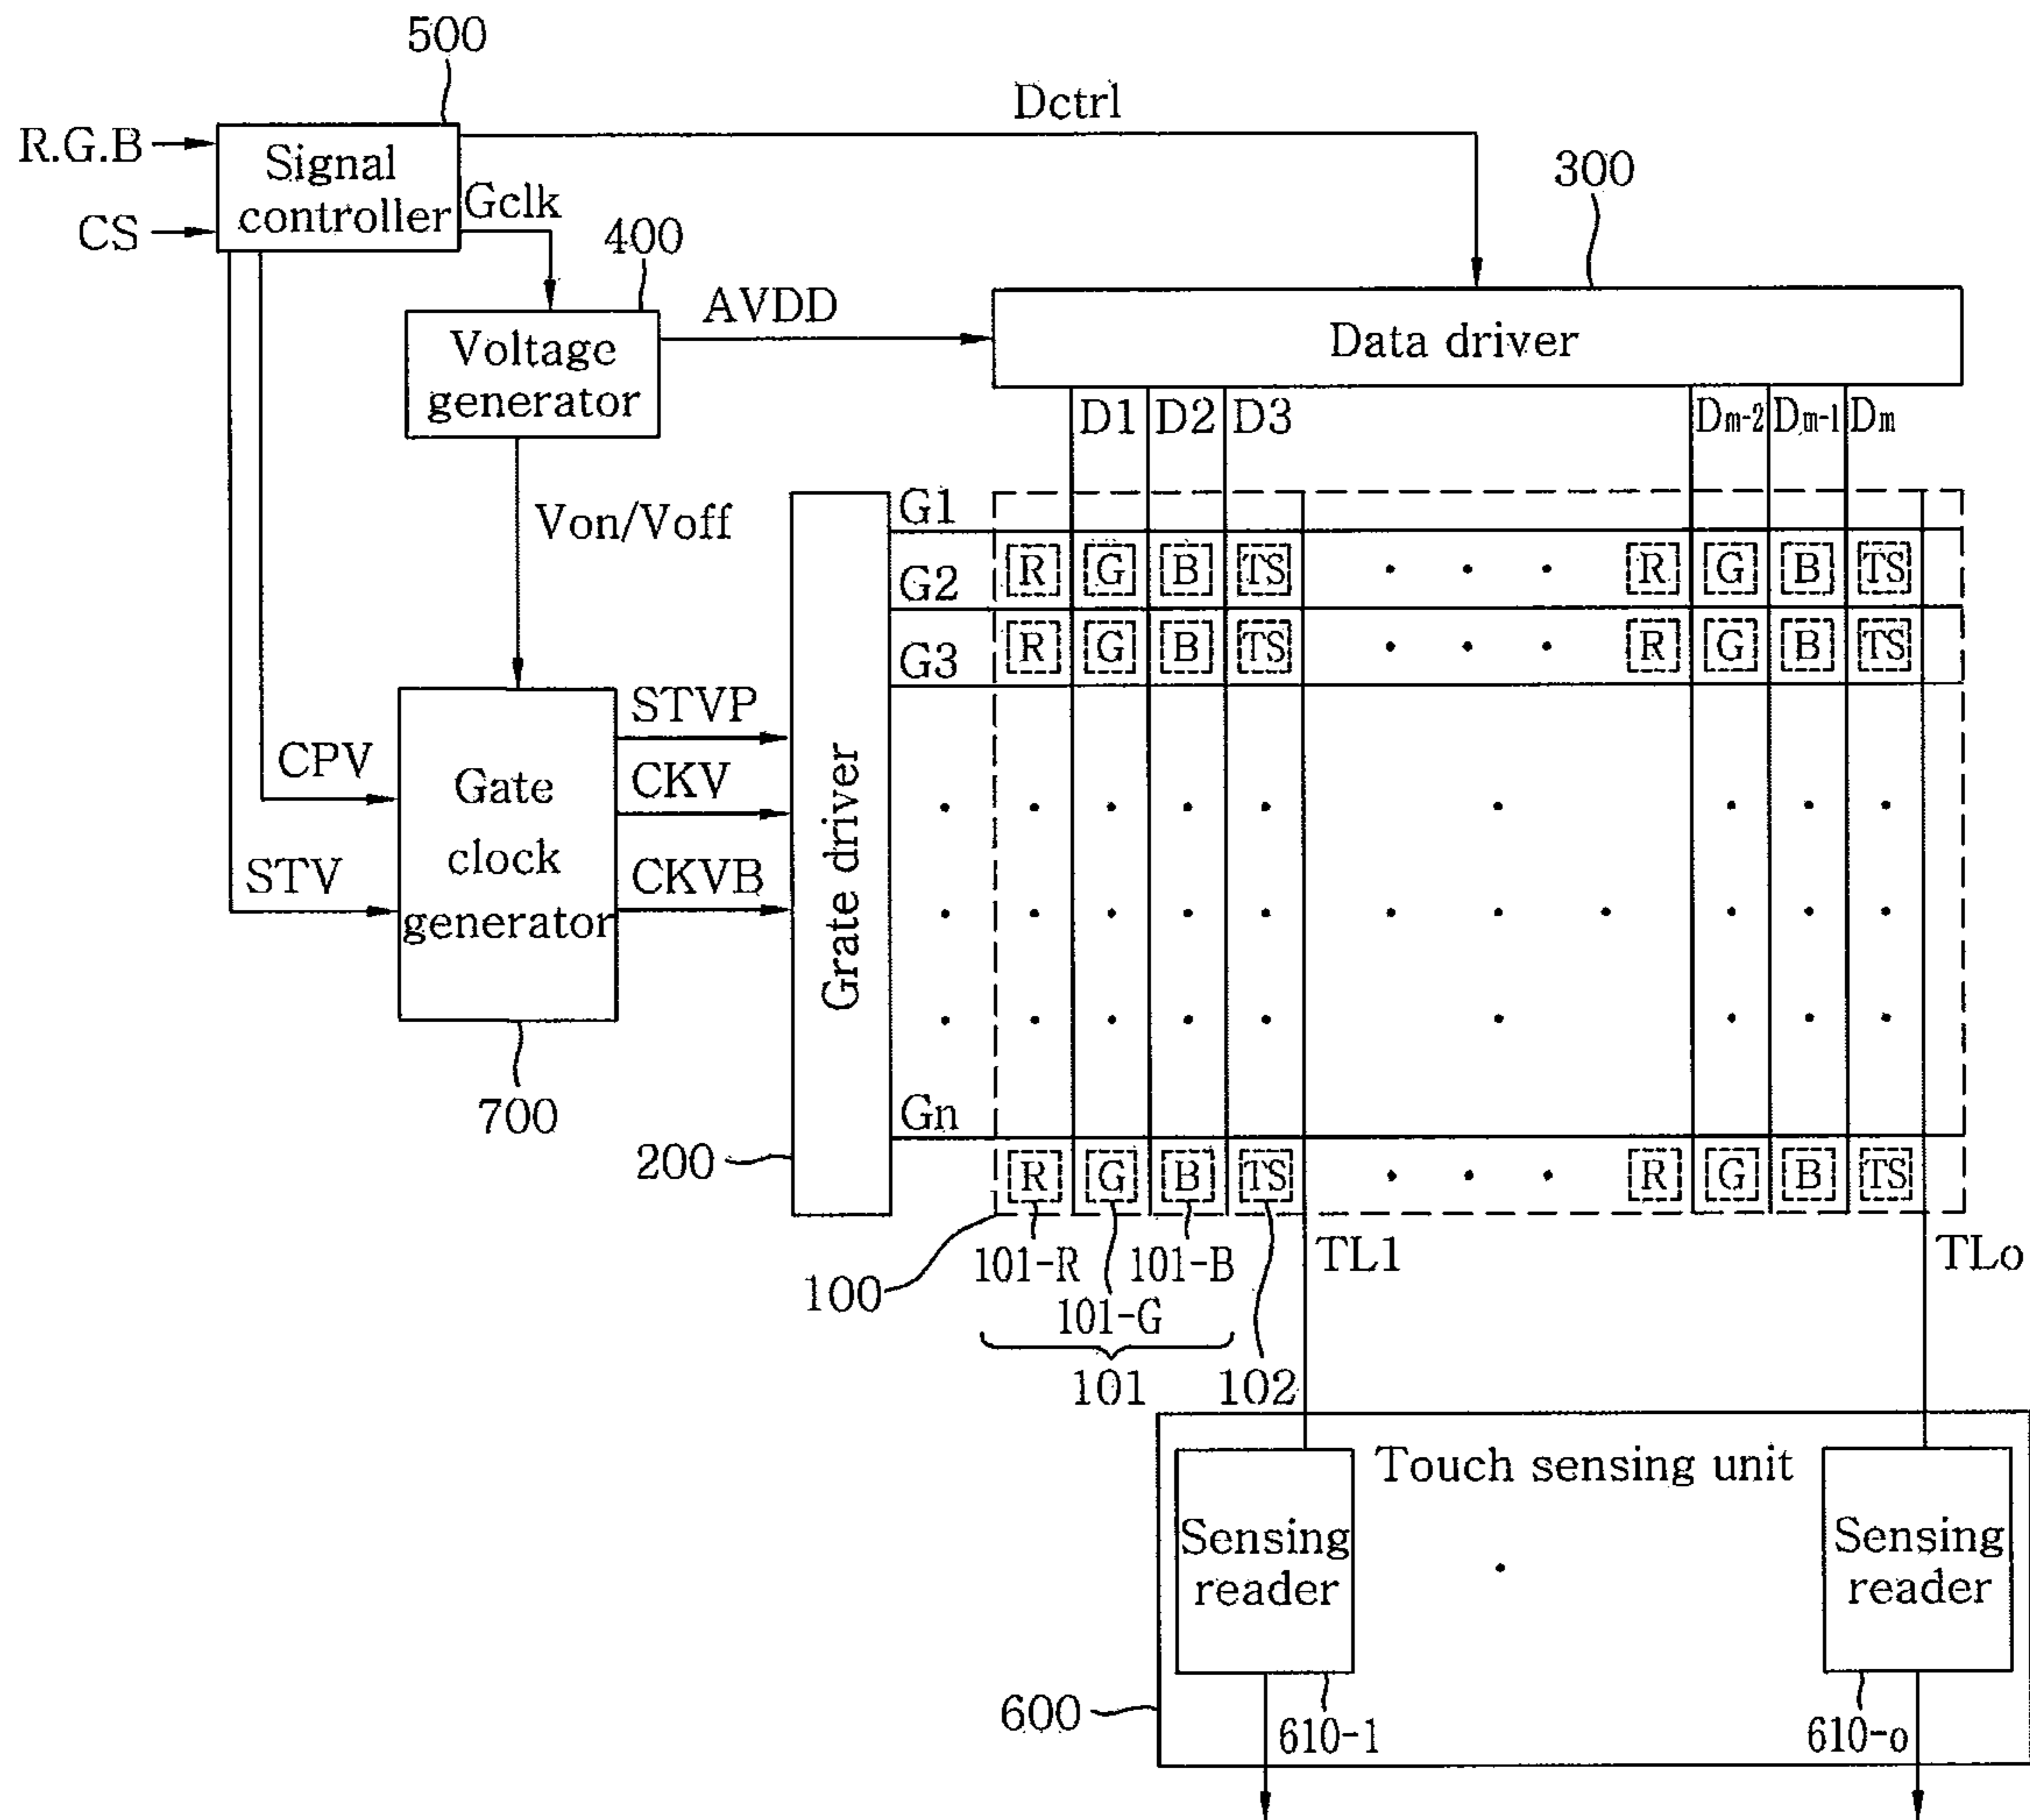 500
Dctrl
R.G.B
Signal
controller
Gclk
CS
400
300
AVDD
Voltage
generator
Data driver
D1 D2 D3 Dm-2 Dm-1 Dm
Von/Voff
G1
R G B TS R G B TS
G2
R G B TS R G B TS
G3
STVP
CPV
CKV
Gate
clock
generator
STV
CKVB
Grate driver
Gn
700
200
R G B TS R G B TS
101-R 101-B
TL1
TLo
100
101-G
101
102
Touch sensing unit
Sensing
reader
Sensing
reader
600
610-1
610-o